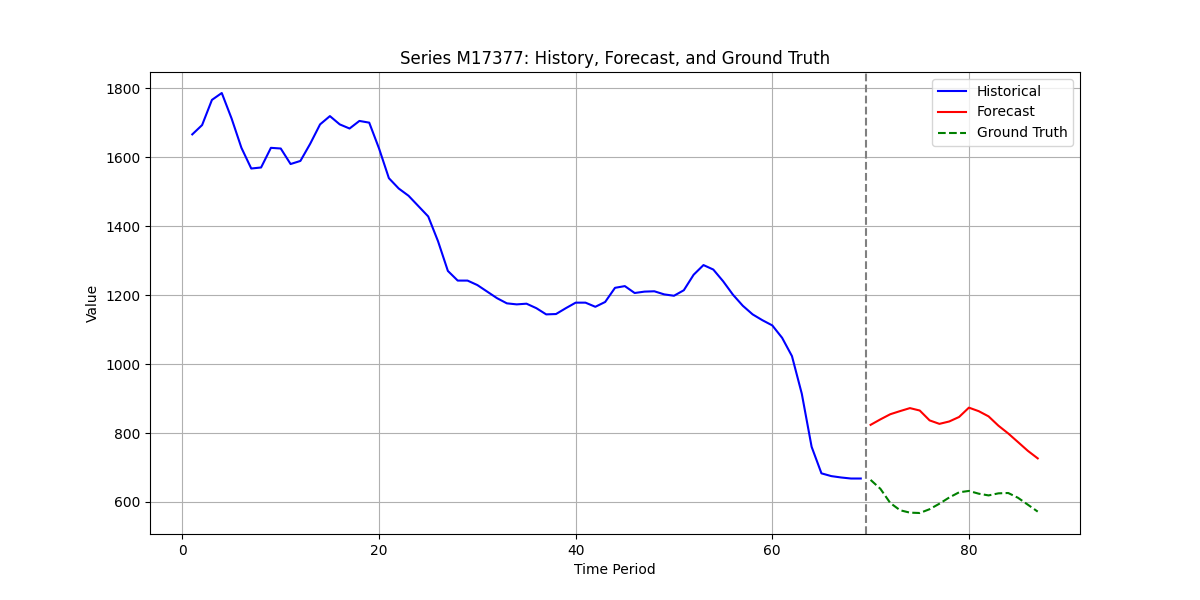 Series M17377: History, Forecast, and Ground Truth
Historical
Forecast
Ground Truth
1800
1600
1400
1200
1000
800
600
Value
0
20
40
60
80
Time Period